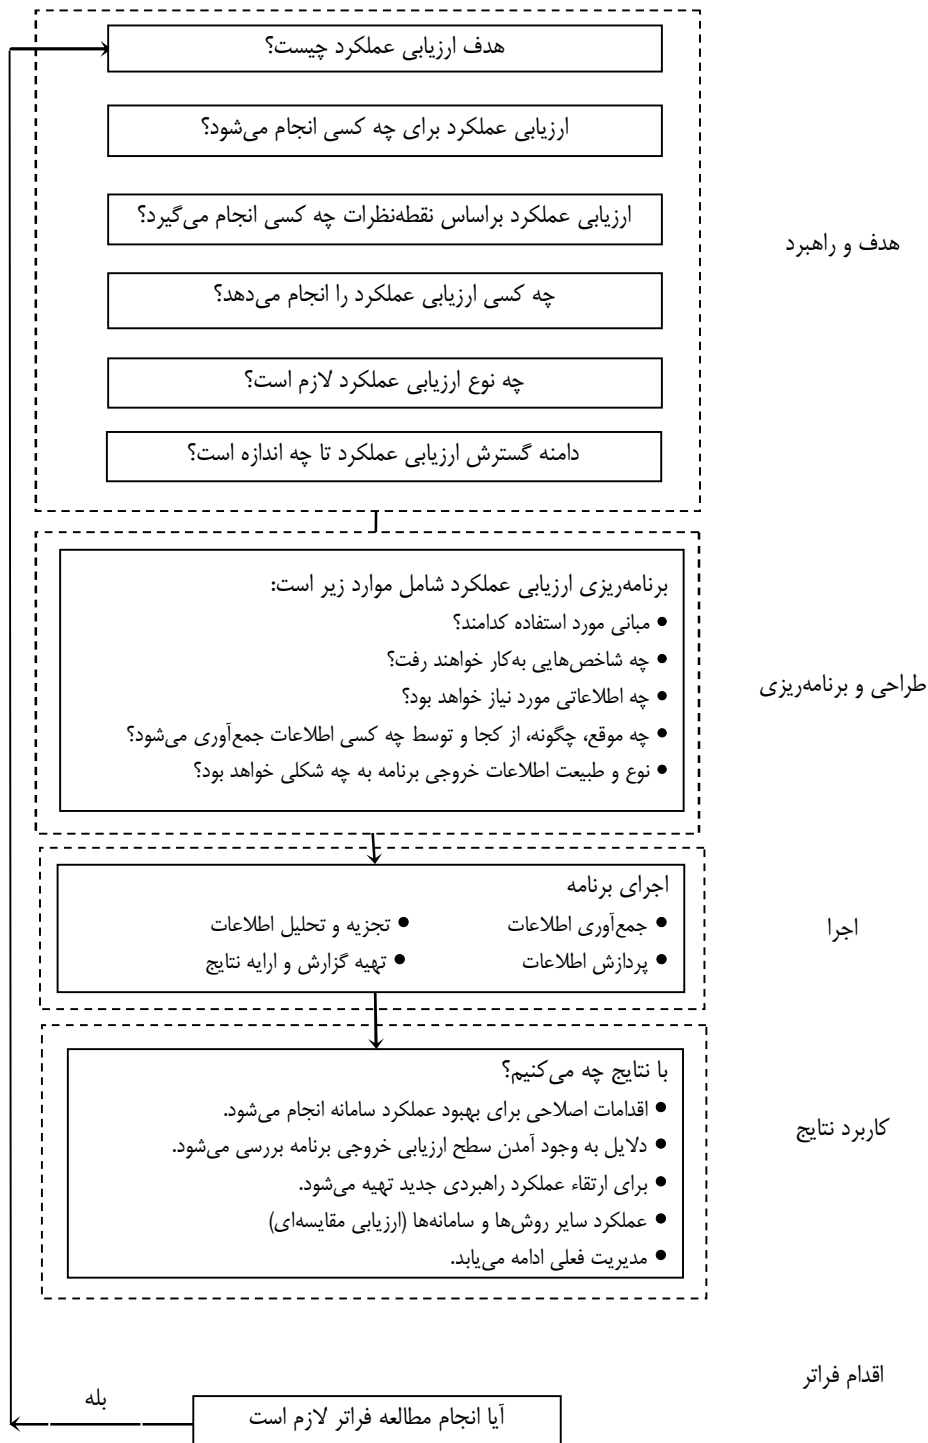 هدف ارزیابی عملکرد چیست؟
ارزیابی عملکرد برای چه کسی انجام می‌شود؟
ارزیابی عملکرد براساس نقطه‌نظرات چه کسی انجام می‌گیرد؟
چه کسی ارزیابی عملکرد را انجام می‌دهد؟
چه نوع ارزیابی عملکرد لازم است؟
دامنه گسترش ارزیابی عملکرد تا چه اندازه است؟
هدف و راهبرد
برنامه‌ریزی ارزیابی عملکرد شامل موارد زیر است:
● مبانی مورد استفاده کدامند؟
● چه شاخص‌هایی به‌کار خواهند رفت؟
● چه اطلاعاتی مورد نیاز خواهد بود؟
● چه موقع، چگونه، از کجا و توسط چه کسی اطلاعات جمع‌آوری می‌شود؟
● نوع و طبیعت اطلاعات خروجی برنامه به چه شکلی خواهد بود؟
طراحی و برنامه‌ریزی
اجرای برنامه
● جمع‌آوری اطلاعات ● تجزیه و تحلیل اطلاعات
● پردازش اطلاعات ● تهیه گزارش و ارایه نتایج
اجرا
با نتایج چه می‌کنیم؟
● اقدامات اصلاحی برای بهبود عملکرد سامانه انجام می‌شود.
● دلایل به وجود آمدن سطح ارزیابی خروجی برنامه بررسی می‌شود.
● برای ارتقاء عملکرد راهبردی جدید تهیه می‌شود.
● عملکرد سایر روش‌ها و سامانه‌ها (ارزیابی مقایسه‌ای)
● مدیریت فعلی ادامه می‌یابد.
کاربرد نتایج
اقدام فراتر
بله
آیا انجام مطالعه فراتر لازم است